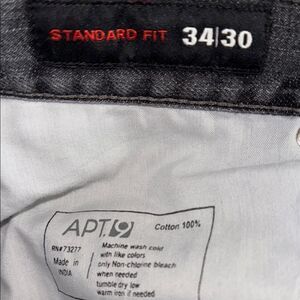 STANDARD FIT 34|30
APT.9 Cotton 100%
RN#73277 Machine wash cold
with like colors
Made in only Non-chlorine bleach
INDIA when needed
tumble dry low
warm iron if needed